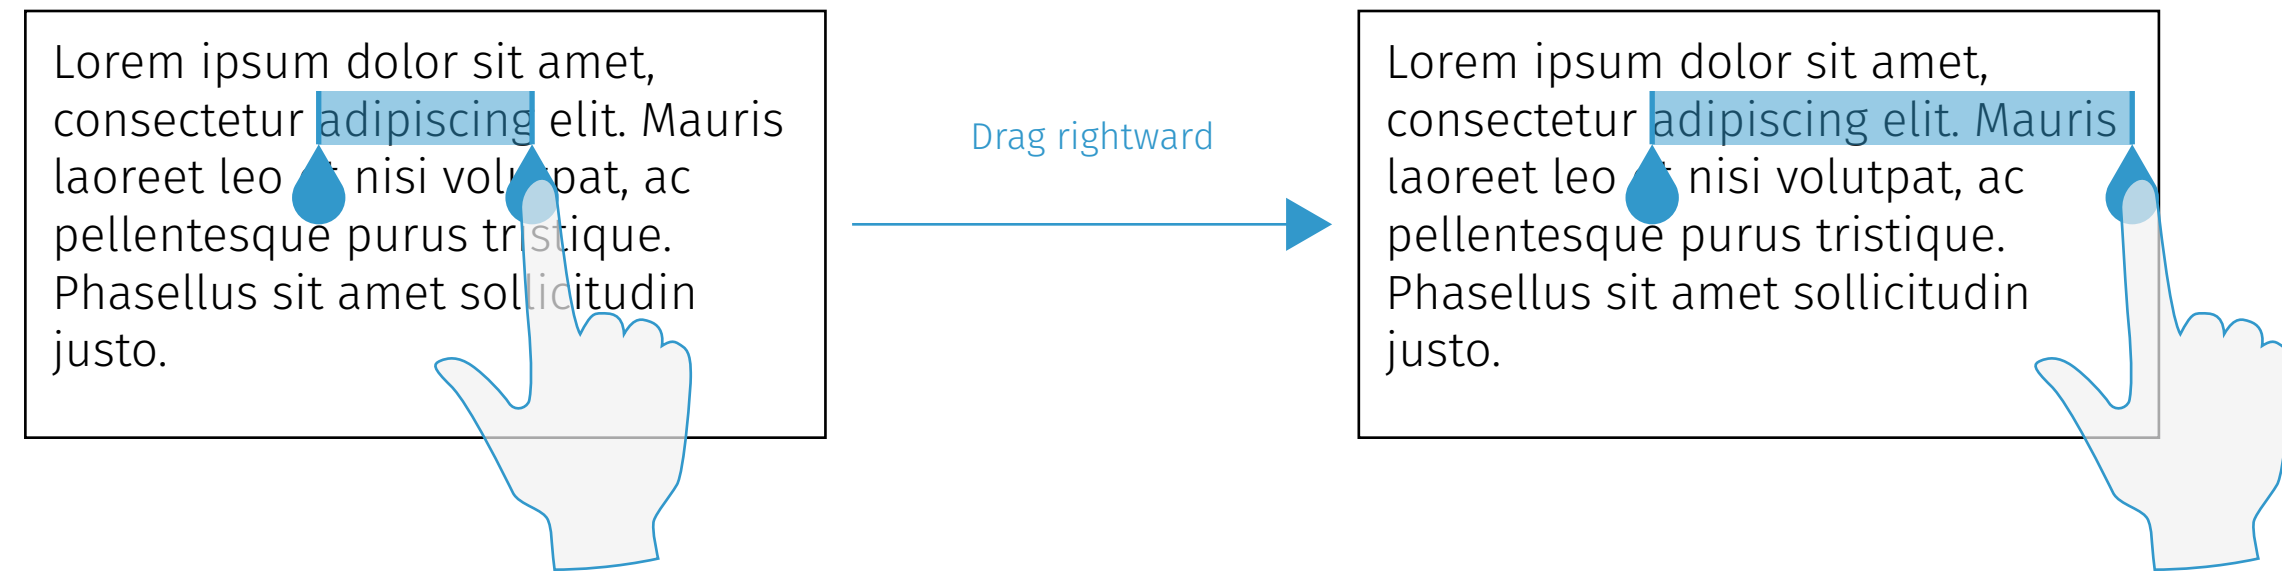 Lorem ipsum dolor sit amet,
consectetur adipiscing elit. Mauris
laoreet leo nisi volutpat, ac
pellentesque purus tristique.
Phasellus sit amet sollicitudin
justo.
Drag rightward
Lorem ipsum dolor sit amet,
consectetur adipiscing elit. Mauris
laoreet leo nisi volutpat, ac
pellentesque purus tristique.
Phasellus sit amet sollicitudin
justo.